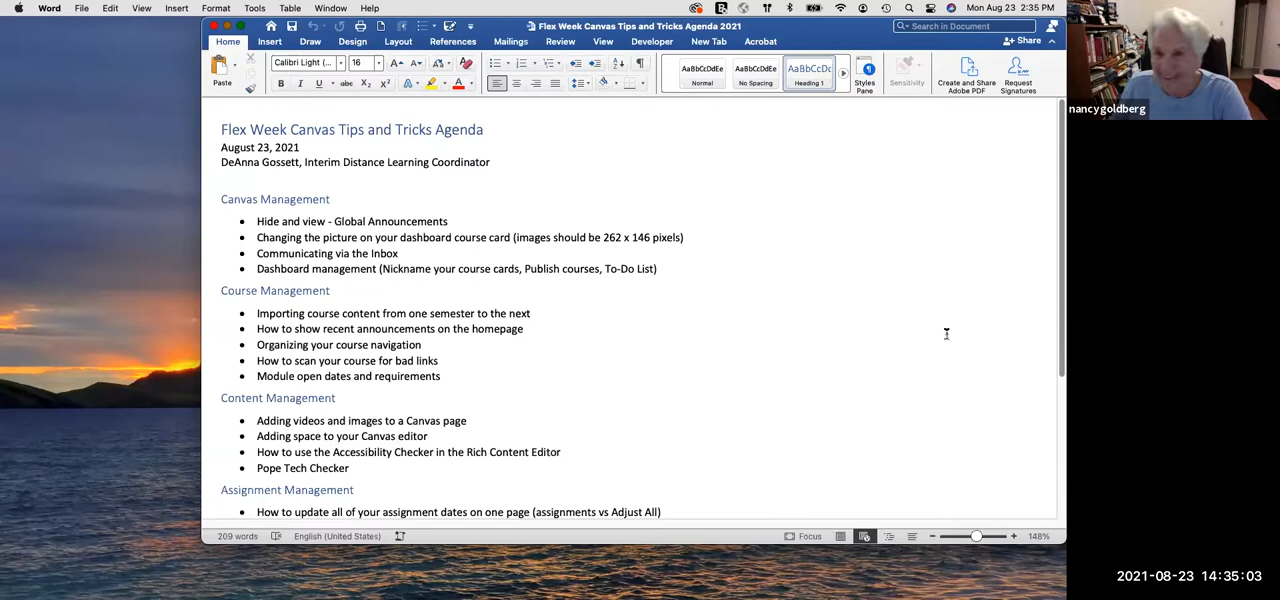 Word File Edit View Insert Format Tools Table Window Help Mon Aug 23 2:35 PM
Flex Week Canvas Tips and Tricks Agenda 2021
Search in Document
Home Insert Draw Design Layout References Mailings Review View Developer New Tab Acrobat Share
Paste
Calibri Light (... 16
AaBbCcDdEe AaBbCcDdEe AaBbCcDc
Normal No Spacing Heading 1
Styles Pane
Sensitivity
Create and Share Adobe PDF
Request Signatures
nancygoldberg
Flex Week Canvas Tips and Tricks Agenda
August 23, 2021
DeAnna Gossett, Interim Distance Learning Coordinator
Canvas Management
• Hide and view - Global Announcements
• Changing the picture on your dashboard course card (images should be 262 x 146 pixels)
• Communicating via the Inbox
• Dashboard management (Nickname your course cards, Publish courses, To-Do List)
Course Management
• Importing course content from one semester to the next
• How to show recent announcements on the homepage
• Organizing your course navigation
• How to scan your course for bad links
• Module open dates and requirements
Content Management
• Adding videos and images to a Canvas page
• Adding space to your Canvas editor
• How to use the Accessibility Checker in the Rich Content Editor
• Pope Tech Checker
Assignment Management
• How to update all of your assignment dates on one page (assignments vs Adjust All)
209 words English (United States) Focus 148%
2021-08-23 14:35:03